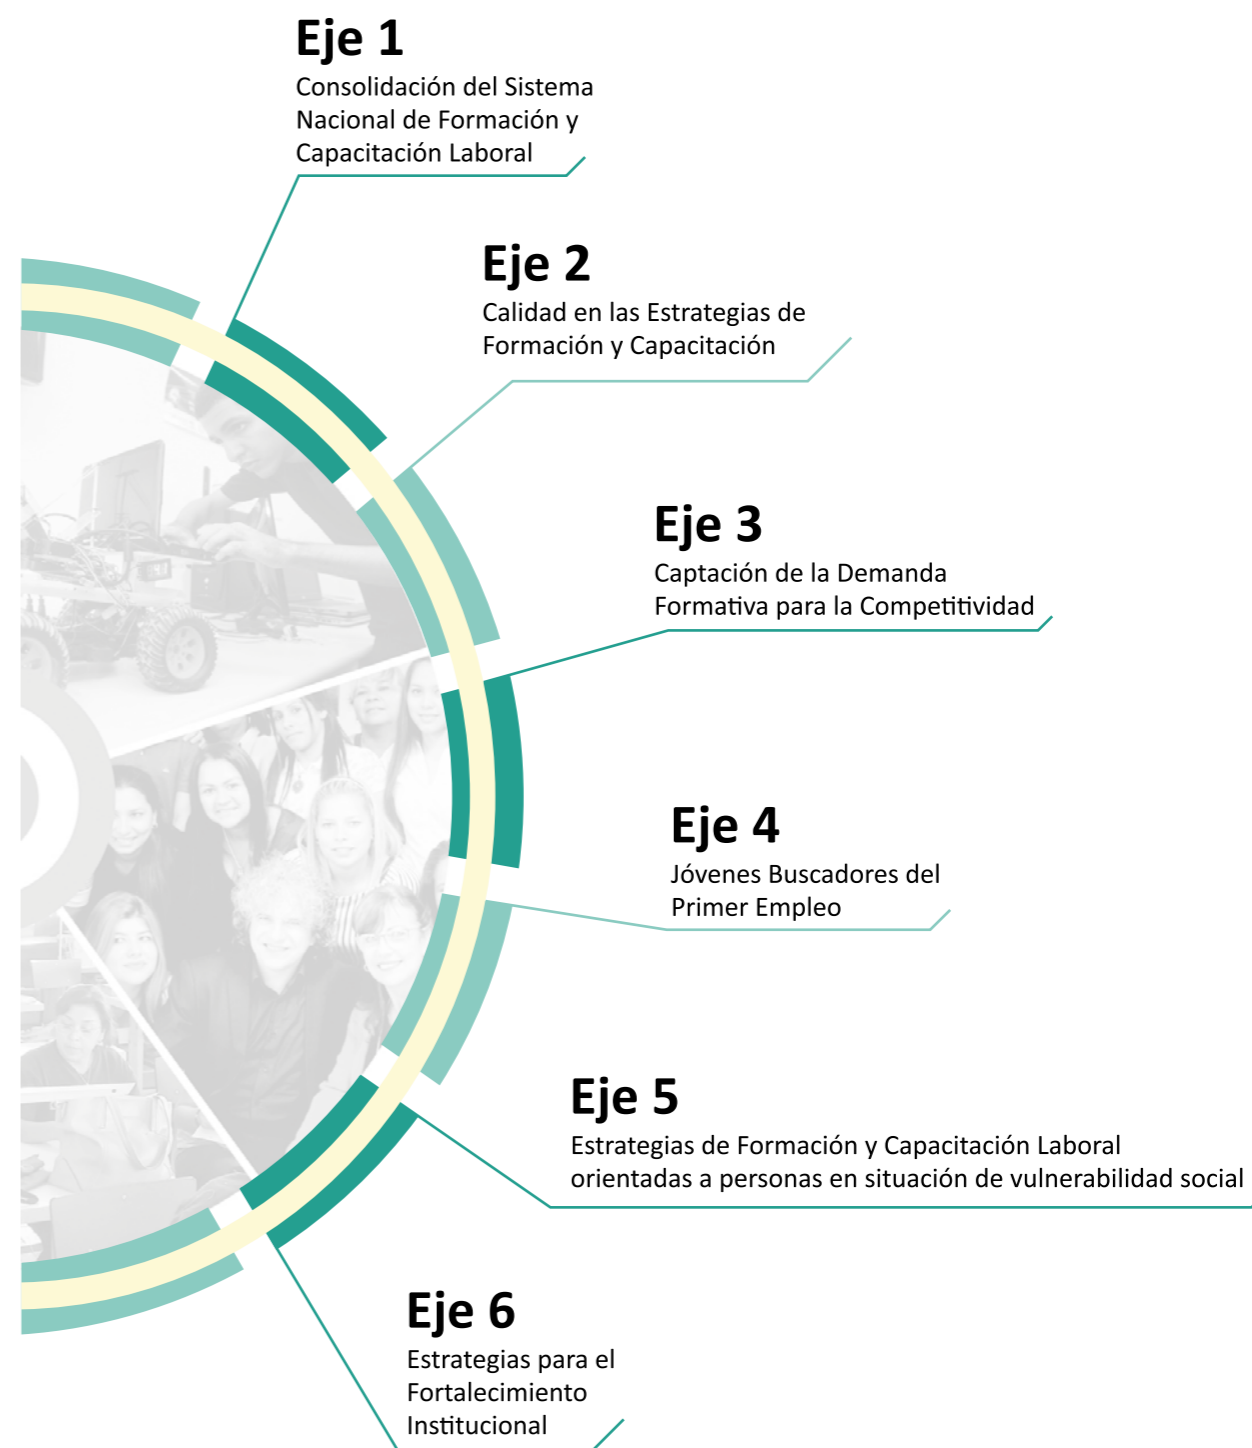 Eje 1
Consolidación del Sistema
Nacional de Formación y
Capacitación Laboral
Eje 2
Calidad en las Estrategias de
Formación y Capacitación
Eje 3
Captación de la Demanda
Formativa para la Competitividad
Eje 4
Jóvenes Buscadores del
Primer Empleo
Eje 5
Estrategias de Formación y Capacitación Laboral
orientadas a personas en situación de vulnerabilidad social
Eje 6
Estrategias para el
Fortalecimiento
Institucional